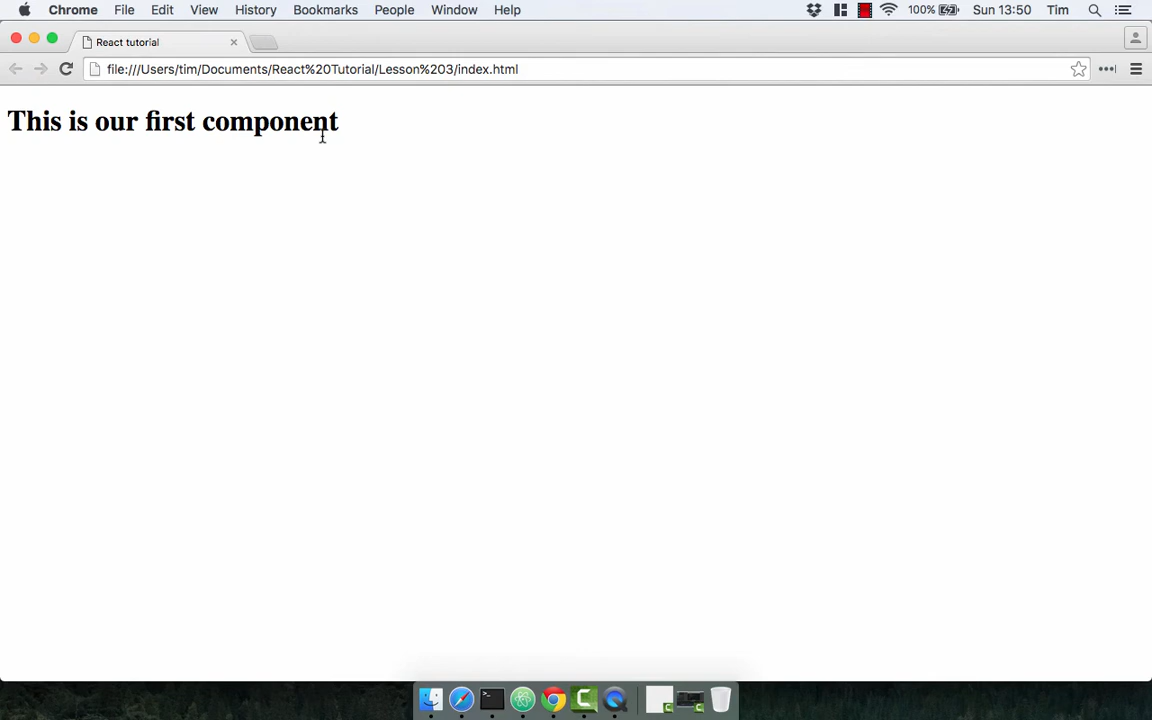 Chrome File Edit View History Bookmarks People Window Help 100% Sun 13:50 Tim
React tutorial
file:///Users/tim/Documents/React%20Tutorial/Lesson%203/index.html
This is our first component